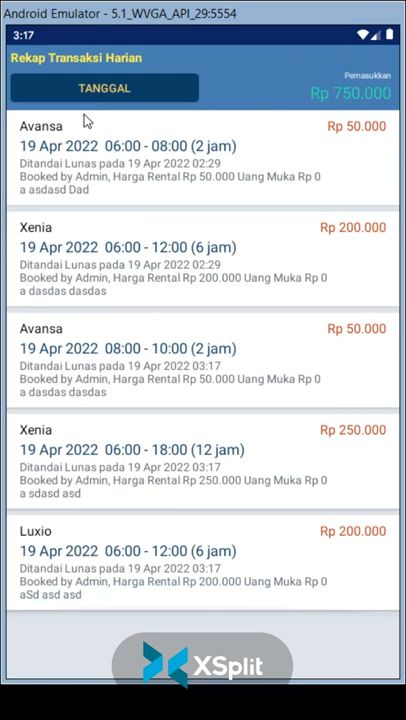 Android Emulator - 5.1_WVGA_API_29:5554
3:17
Rekap Transaksi Harian
TANGGAL
Pemasukkan
Rp 750.000
Avansa
Rp 50.000
19 Apr 2022 06:00 - 08:00 (2 jam)
Ditandai Lunas pada 19 Apr 2022 02:29
Booked by Admin, Harga Rental Rp 50.000 Uang Muka Rp 0
a asdasd Dad
Xenia
Rp 200.000
19 Apr 2022 06:00 - 12:00 (6 jam)
Ditandai Lunas pada 19 Apr 2022 02:29
Booked by Admin, Harga Rental Rp 200.000 Uang Muka Rp 0
a dasdas dasdas
Avansa
Rp 50.000
19 Apr 2022 08:00 - 10:00 (2 jam)
Ditandai Lunas pada 19 Apr 2022 03:17
Booked by Admin, Harga Rental Rp 50.000 Uang Muka Rp 0
a dasdas dasdas
Xenia
Rp 250.000
19 Apr 2022 06:00 - 18:00 (12 jam)
Ditandai Lunas pada 19 Apr 2022 03:17
Booked by Admin, Harga Rental Rp 250.000 Uang Muka Rp 0
a sdasd asd
Luxio
Rp 200.000
19 Apr 2022 06:00 - 12:00 (6 jam)
Ditandai Lunas pada 19 Apr 2022 03:17
Booked by Admin, Harga Rental Rp 200.000 Uang Muka Rp 0
aSd asd asd
XSplit